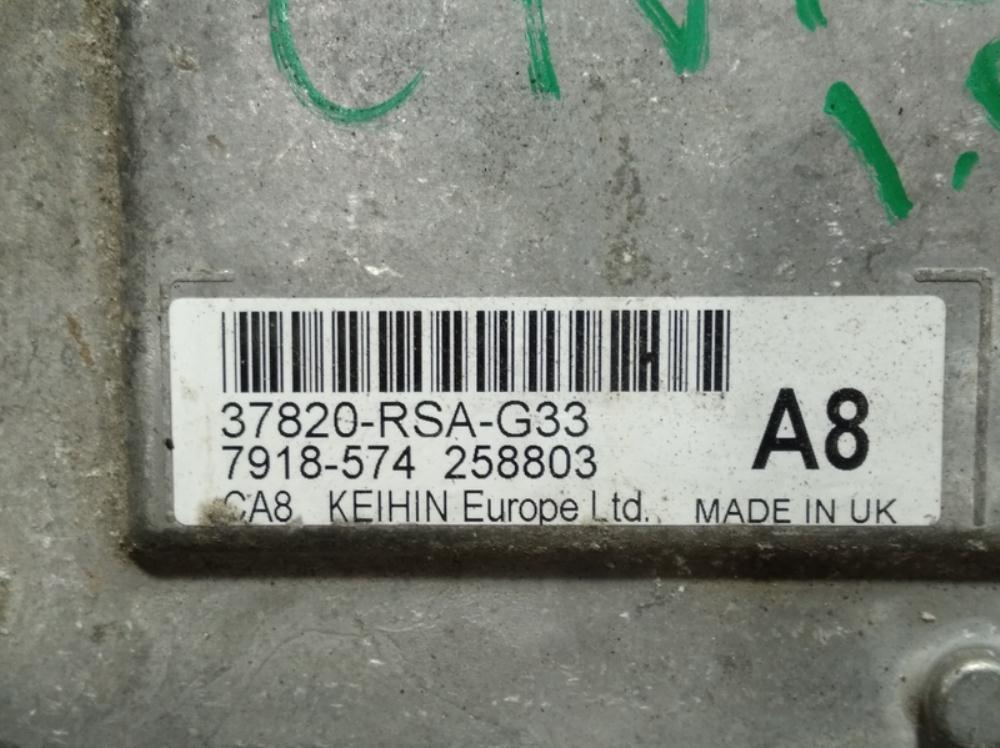 37820-RSA-G33
7918-574 258803
A8
CA8 KEIHIN Europe Ltd. MADE IN UK